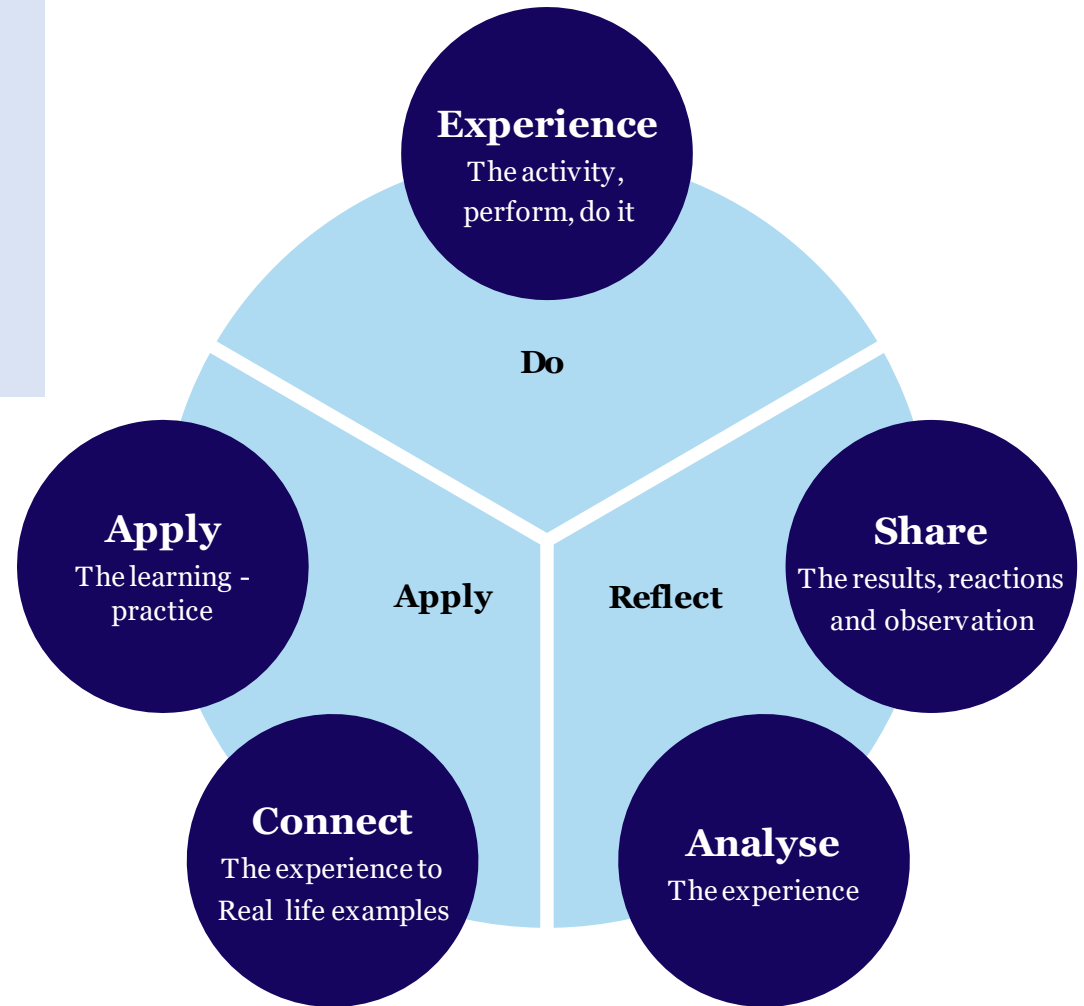 Experience
The activity,
perform, do it
Do
Share
The results, reactions
and observation
Reflect
Analyse
The experience
Connect
The experience to
Real life examples
Apply
The learning -
practice
Apply